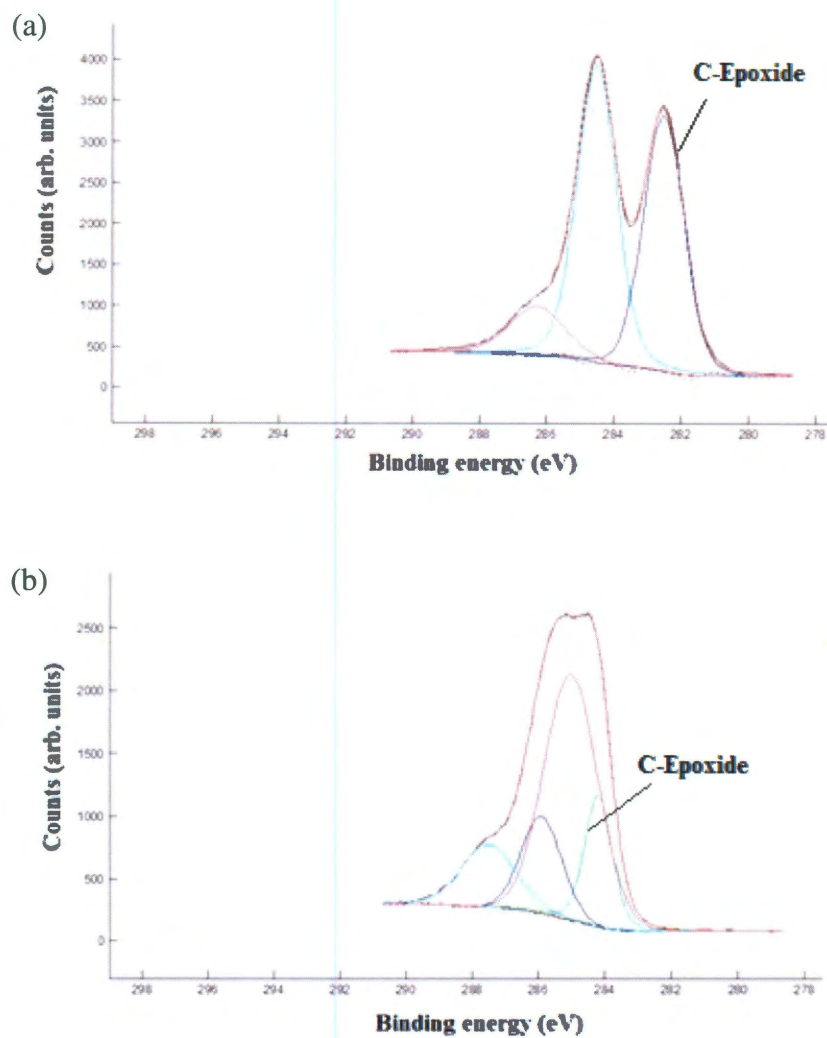 (a)
C-Epoxide
Counts (arb. units)
4000
3500
3000
2500
2000
1500
1000
500
0
298 296 294 292 290 288 286 284 282 280 278
Binding energy (eV)
(b)
C-Epoxide
Counts (arb. units)
2500
2000
1500
1000
500
0
298 296 294 292 290 288 286 284 282 280 278
Binding energy (eV)